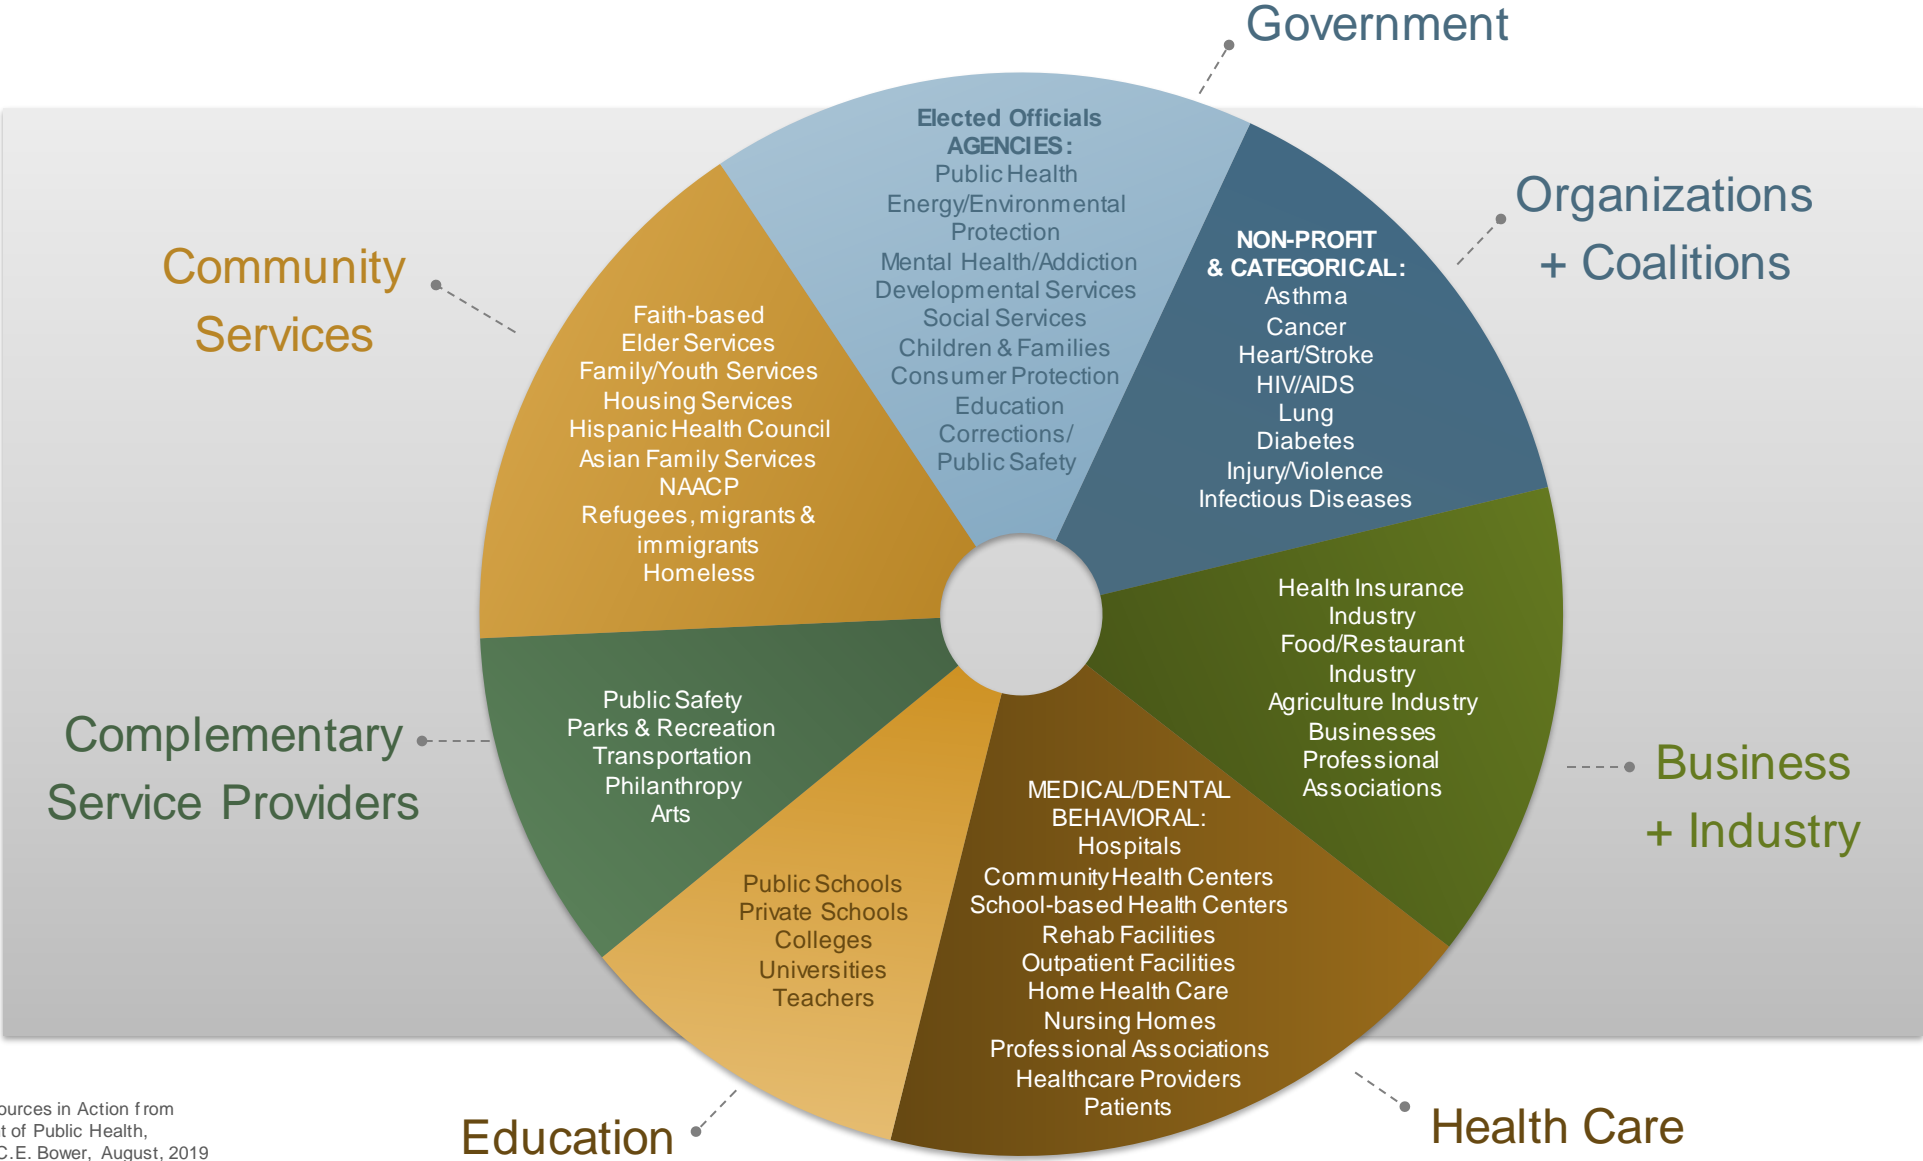 Government
Elected Officials
AGENCIES:
Public Health
Energy/Environmental
Protection
Mental Health/Addiction
Developmental Services
Social Services
Children & Families
Consumer Protection
Education
Corrections/
Public Safety
Organizations
+ Coalitions
NON-PROFIT
& CATEGORICAL:
Asthma
Cancer
Heart/Stroke
HIV/AIDS
Lung
Diabetes
Injury/Violence
Infectious Diseases
Business
+ Industry
Health Insurance
Industry
Food/Restaurant
Industry
Agriculture Industry
Businesses
Professional
Associations
Health Care
MEDICAL/DENTAL
BEHAVIORAL:
Hospitals
Community Health Centers
School-based Health Centers
Rehab Facilities
Outpatient Facilities
Home Health Care
Nursing Homes
Professional Associations
Healthcare Providers
Patients
Education
Public Schools
Private Schools
Colleges
Universities
Teachers
Complementary
Service Providers
Public Safety
Parks & Recreation
Transportation
Philanthropy
Arts
Community
Services
Faith-based
Elder Services
Family/Youth Services
Housing Services
Hispanic Health Council
Asian Family Services
NAACP
Refugees, migrants &
immigrants
Homeless
in Action from
of Public Health,
C.E. Bower, August, 2019